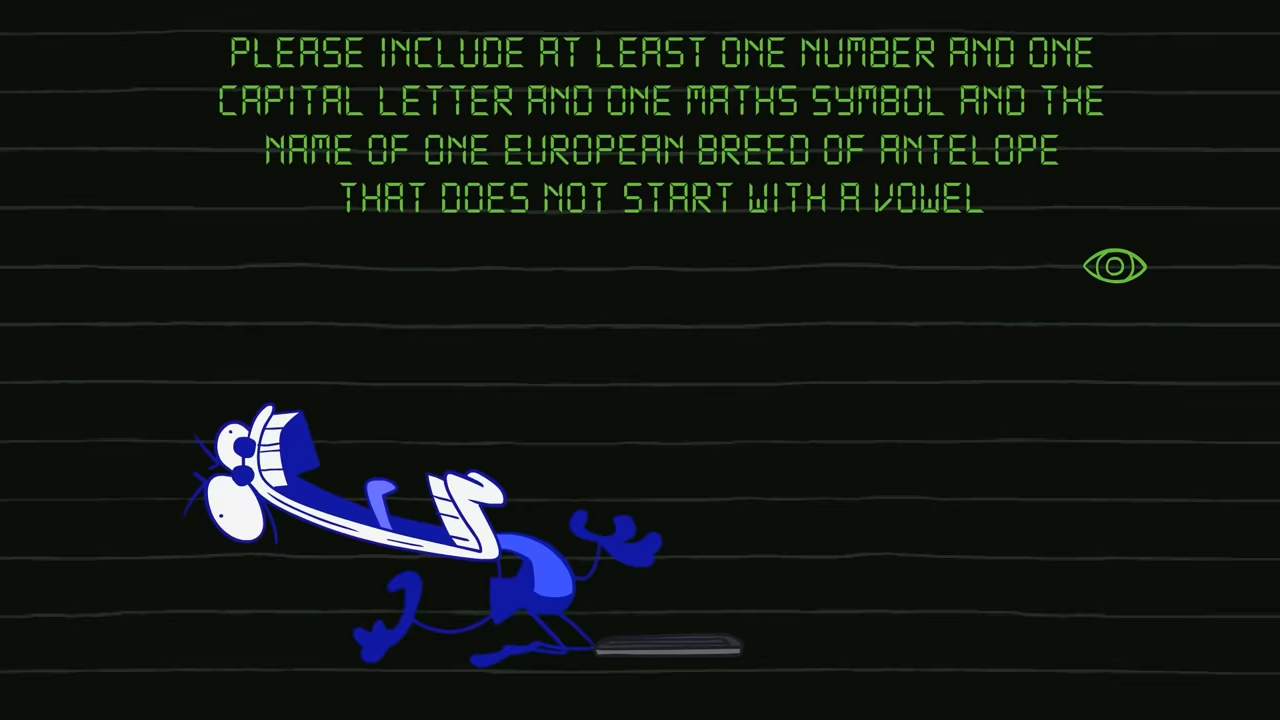 PLEASE INCLUDE AT LEAST ONE NUMBER AND ONE
CAPITAL LETTER AND ONE MATHS SYMBOL AND THE
NAME OF ONE EUROPEAN BREED OF ANTELOPE
THAT DOES NOT START WITH A VOWEL